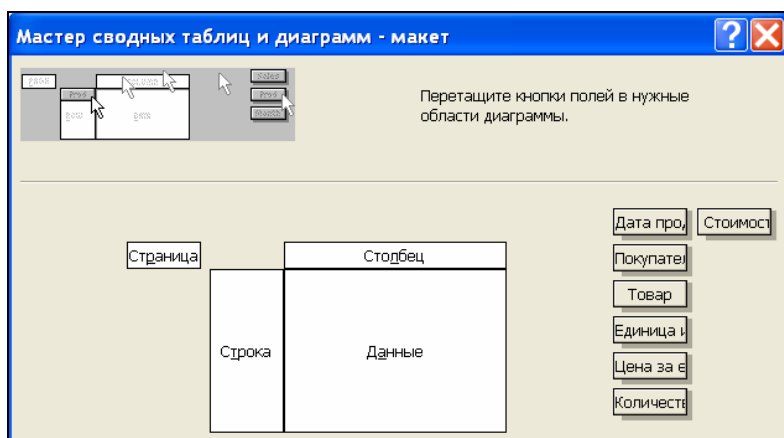 Мастер сводных таблиц и диаграмм - макет
Перетащите кнопки полей в нужные
области диаграммы.
Дата про, Стоимост
Страница
Столбец
Покупател
Товар
Единица и
Строка
Данные
Цена за е
Количеств